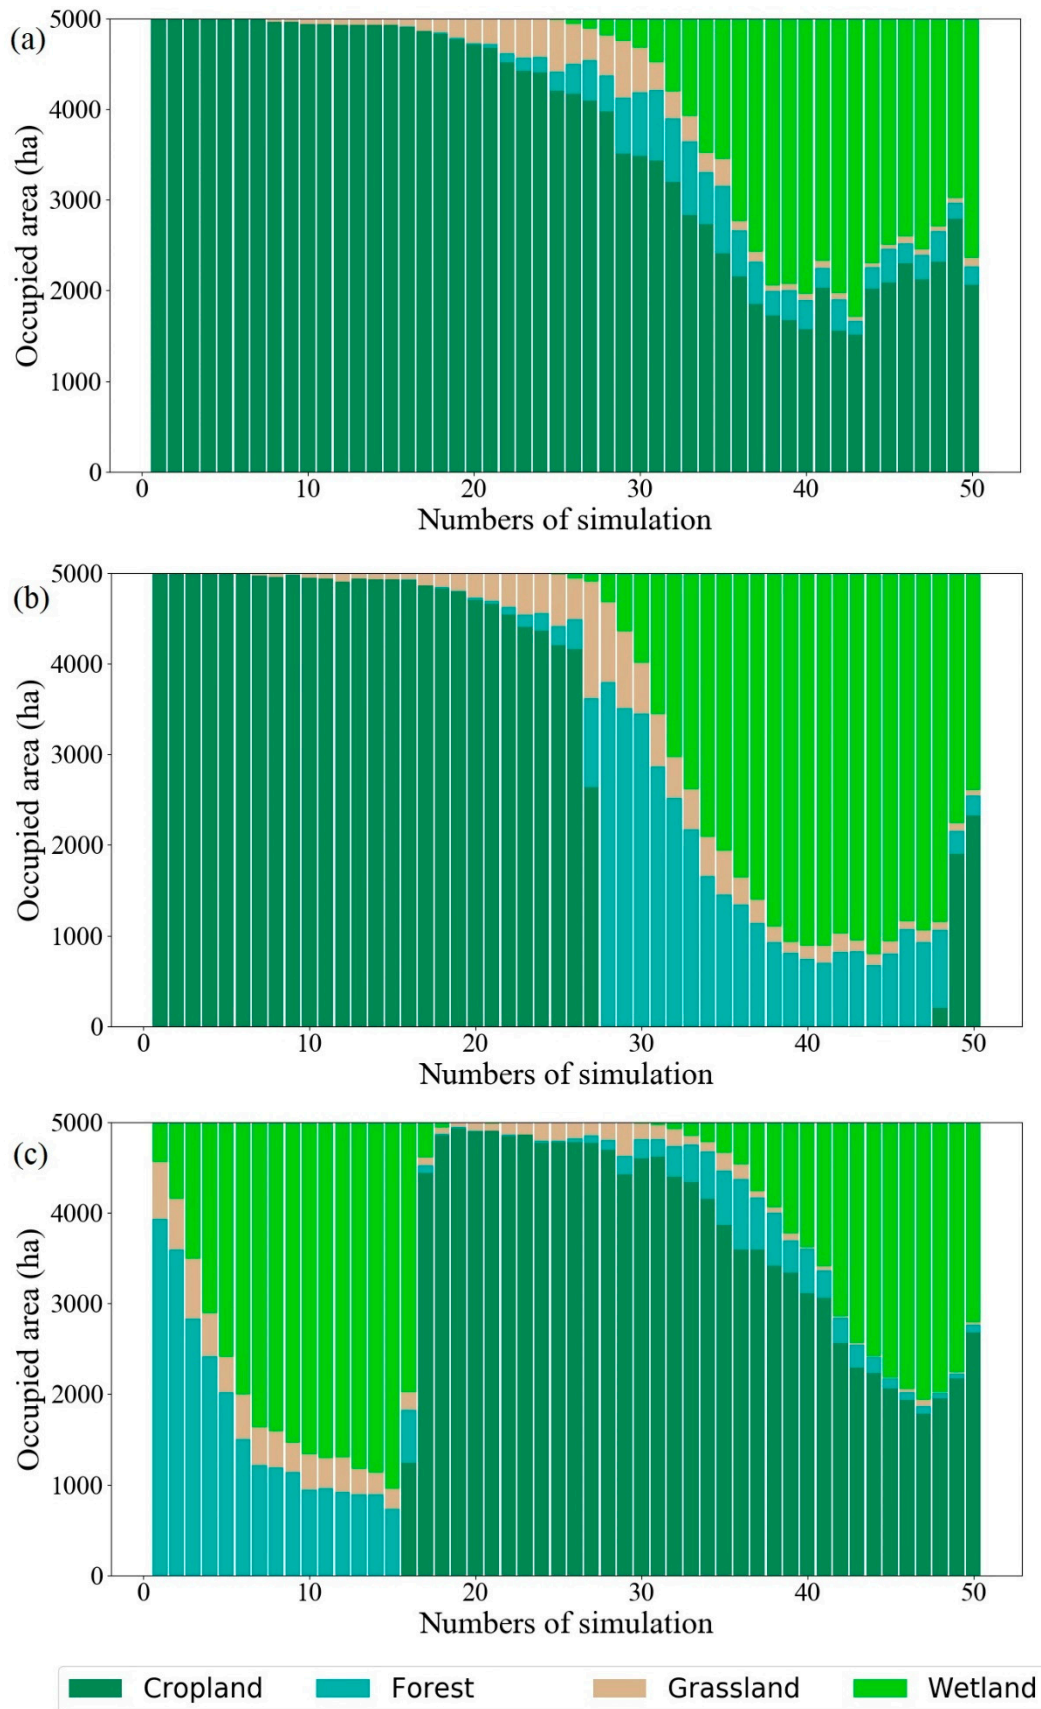 (a)
5000
4000
3000
2000
1000
0
Occupied area (ha)
0 10 20 30 40 50
Numbers of simulation
(b)
5000
4000
3000
2000
1000
0
Occupied area (ha)
0 10 20 30 40 50
Numbers of simulation
(c)
5000
4000
3000
2000
1000
0
Occupied area (ha)
0 10 20 30 40 50
Numbers of simulation
Cropland Forest Grassland Wetland